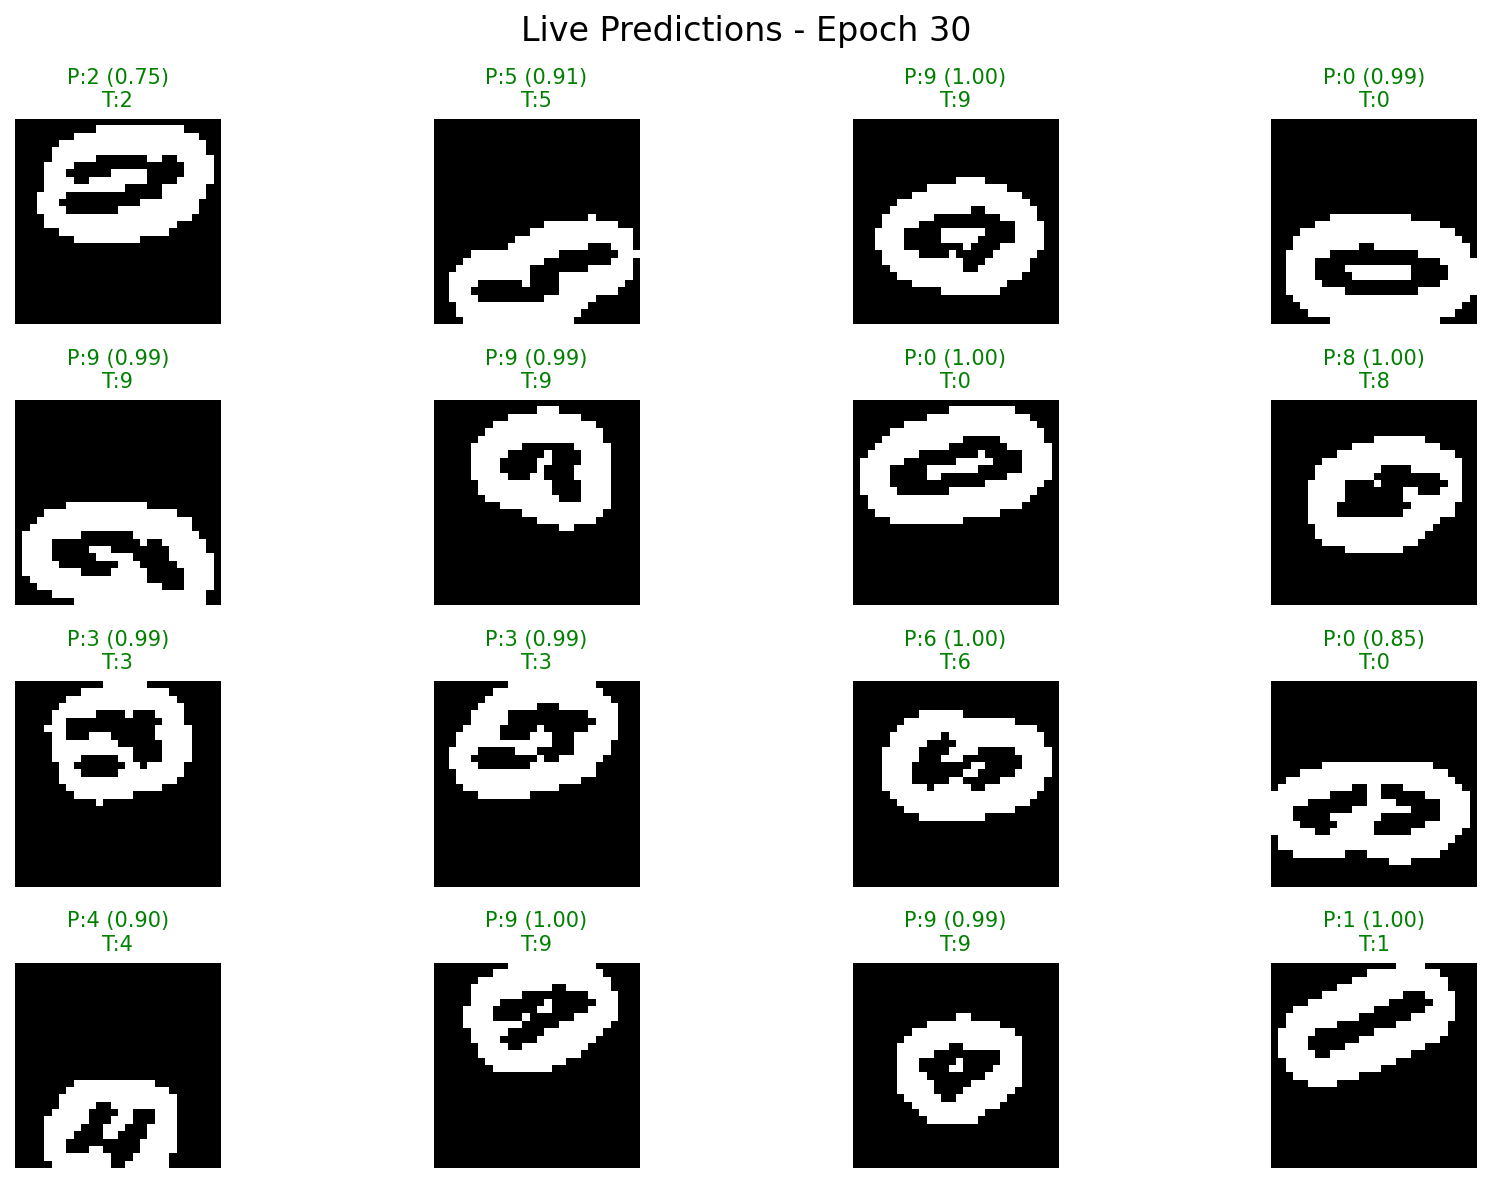 Live Predictions - Epoch 30
P:2 (0.75)
T:2
P:5 (0.91)
T:5
P:9 (1.00)
T:9
P:0 (0.99)
T:0
P:9 (0.99)
T:9
P:9 (0.99)
T:9
P:0 (1.00)
T:0
P:8 (1.00)
T:8
P:3 (0.99)
T:3
P:3 (0.99)
T:3
P:6 (1.00)
T:6
P:0 (0.85)
T:0
P:4 (0.90)
T:4
P:9 (1.00)
T:9
P:9 (0.99)
T:9
P:1 (1.00)
T:1